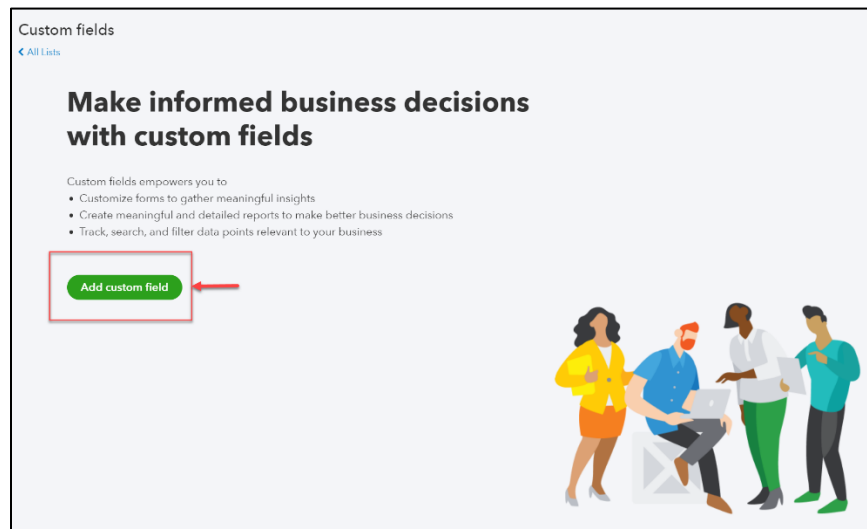 Custom fields
All Lists
Make informed business decisions
with custom fields
Custom fields empowers you to
• Customize forms to gather meaningful insights
• Create meaningful and detailed reports to make better business decisions
• Track, search, and filter data points relevant to your business
Add custom field